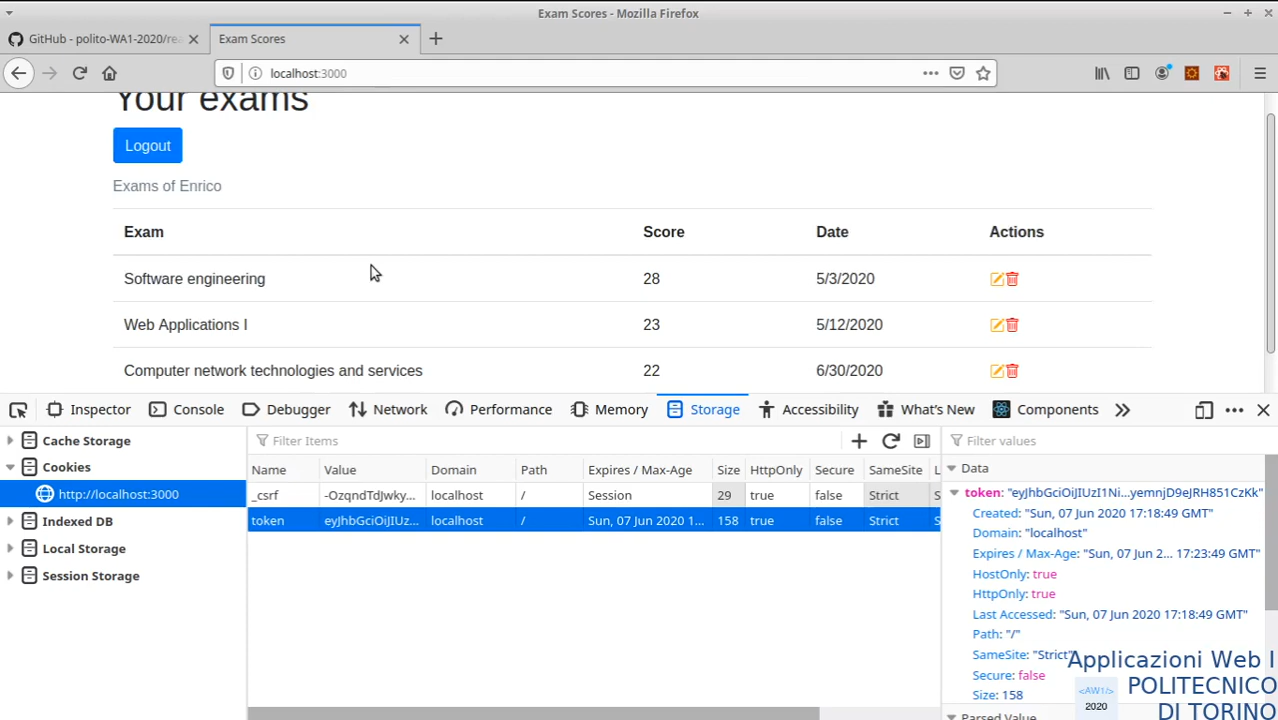 Exam Scores - Mozilla Firefox
GitHub - polito-WA1-2020/re
Exam Scores
localhost:3000
Your exams
Logout
Exams of Enrico
Exam Score Date Actions
Software engineering 28 5/3/2020
Web Applications I 23 5/12/2020
Computer network technologies and services 22 6/30/2020
Inspector Console Debugger Network Performance Memory Storage Accessibility What's New Components
Cache Storage
Cookies
http://localhost:3000
Indexed DB
Local Storage
Session Storage
Filter Items
Name Value Domain Path Expires / Max-Age Size HttpOnly Secure SameSite L
_csrf -OzqndTdJwky... localhost / Session 29 true false Strict S
token eyJhbGciOiJIUz... localhost / Sun, 07 Jun 2020 1... 158 true false Strict S
Filter values
Data
token: "eyJhbGciOiJIUzI1Ni...yemnjD9eJRH851CzKk"
Created: "Sun, 07 Jun 2020 17:18:49 GMT"
Domain: "localhost"
Expires / Max-Age: "Sun, 07 Jun 2... 17:23:49 GMT"
HostOnly: true
HttpOnly: true
Last Accessed: "Sun, 07 Jun 2020 17:18:49 GMT"
Path: "/"
SameSite: "Strict"
Secure: false
Size: 158
Parsed Value
Applicazioni Web I
POLITECNICO
DI TORINO
<AW1/>
2020